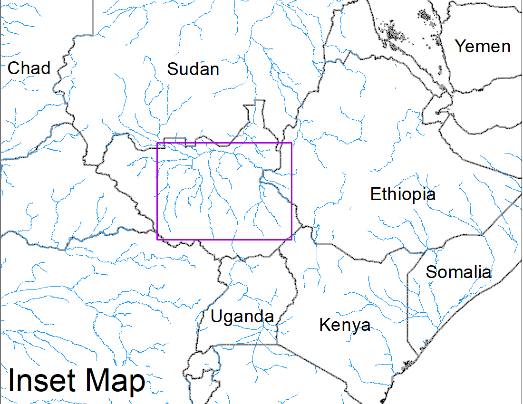 Yemen
Chad
Sudan
Ethiopia
Somalia
Uganda
Kenya
Inset Map